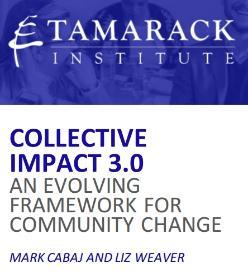 TAMARACK
INSTITUTE
COLLECTIVE
IMPACT 3.0
AN EVOLVING
FRAMEWORK FOR
COMMUNITY CHANGE
MARK CABAJ AND LIZ WEAVER